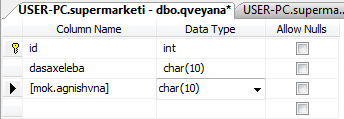 USER-PC.supermarketi - dbo.qveyana* USER-PC.superma...
Column Name Data Type Allow Nulls
id int
dasaxeleba char(10)
[mok.agnishvna] char(10)